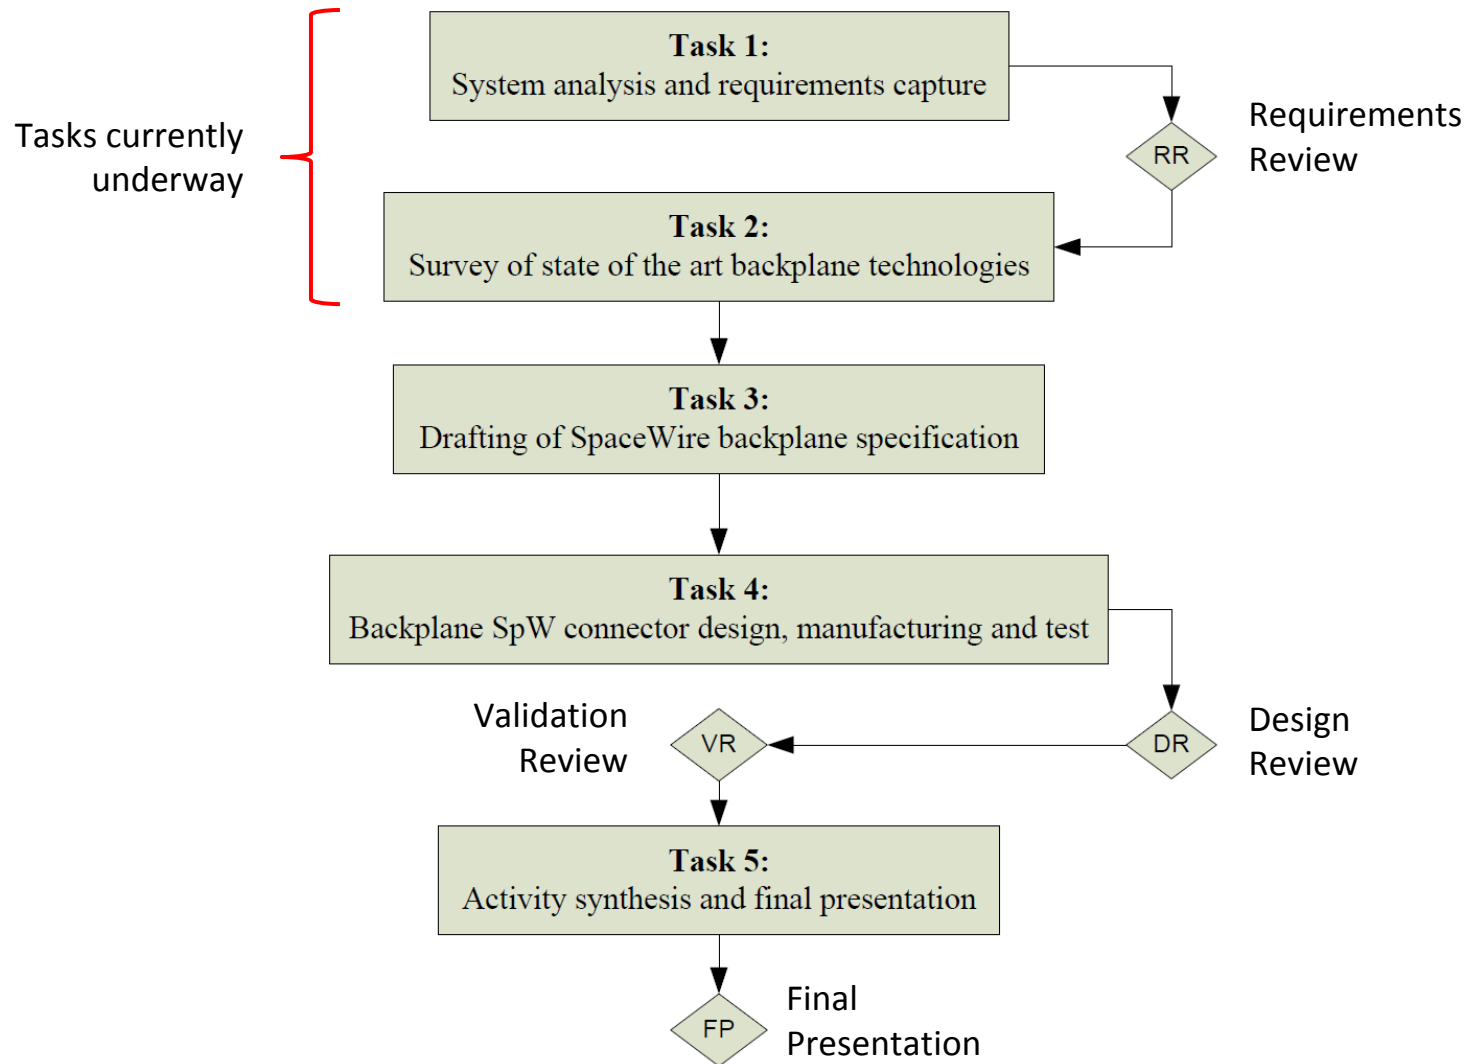 Task 1:
System analysis and requirements capture
Tasks currently
underway
RR
Requirements
Review
Task 2:
Survey of state of the art backplane technologies
Task 3:
Drafting of SpaceWire backplane specification
Task 4:
Backplane SpW connector design, manufacturing and test
Validation
Review
VR
DR
Design
Review
Task 5:
Activity synthesis and final presentation
FP
Final
Presentation